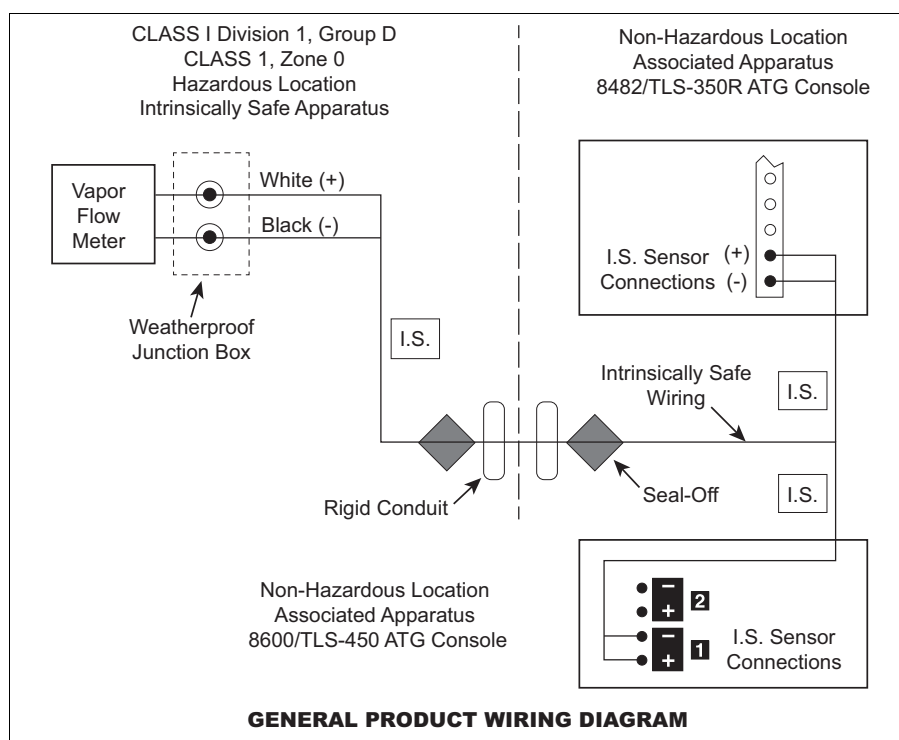 CLASS I Division 1, Group D
CLASS 1, Zone 0
Hazardous Location
Intrinsically Safe Apparatus
Non-Hazardous Location
Associated Apparatus
8482/TLS-350R ATG Console
Vapor
Flow
Meter
White (+)
Black (-)
Weatherproof
Junction Box
I.S.
I.S. Sensor
Connections
(+)
(-)
Intrinsically Safe
Wiring
I.S.
Rigid Conduit
Seal-Off
I.S.
Non-Hazardous Location
Associated Apparatus
8600/TLS-450 ATG Console
−
+
2
−
+
1
I.S. Sensor
Connections
GENERAL PRODUCT WIRING DIAGRAM